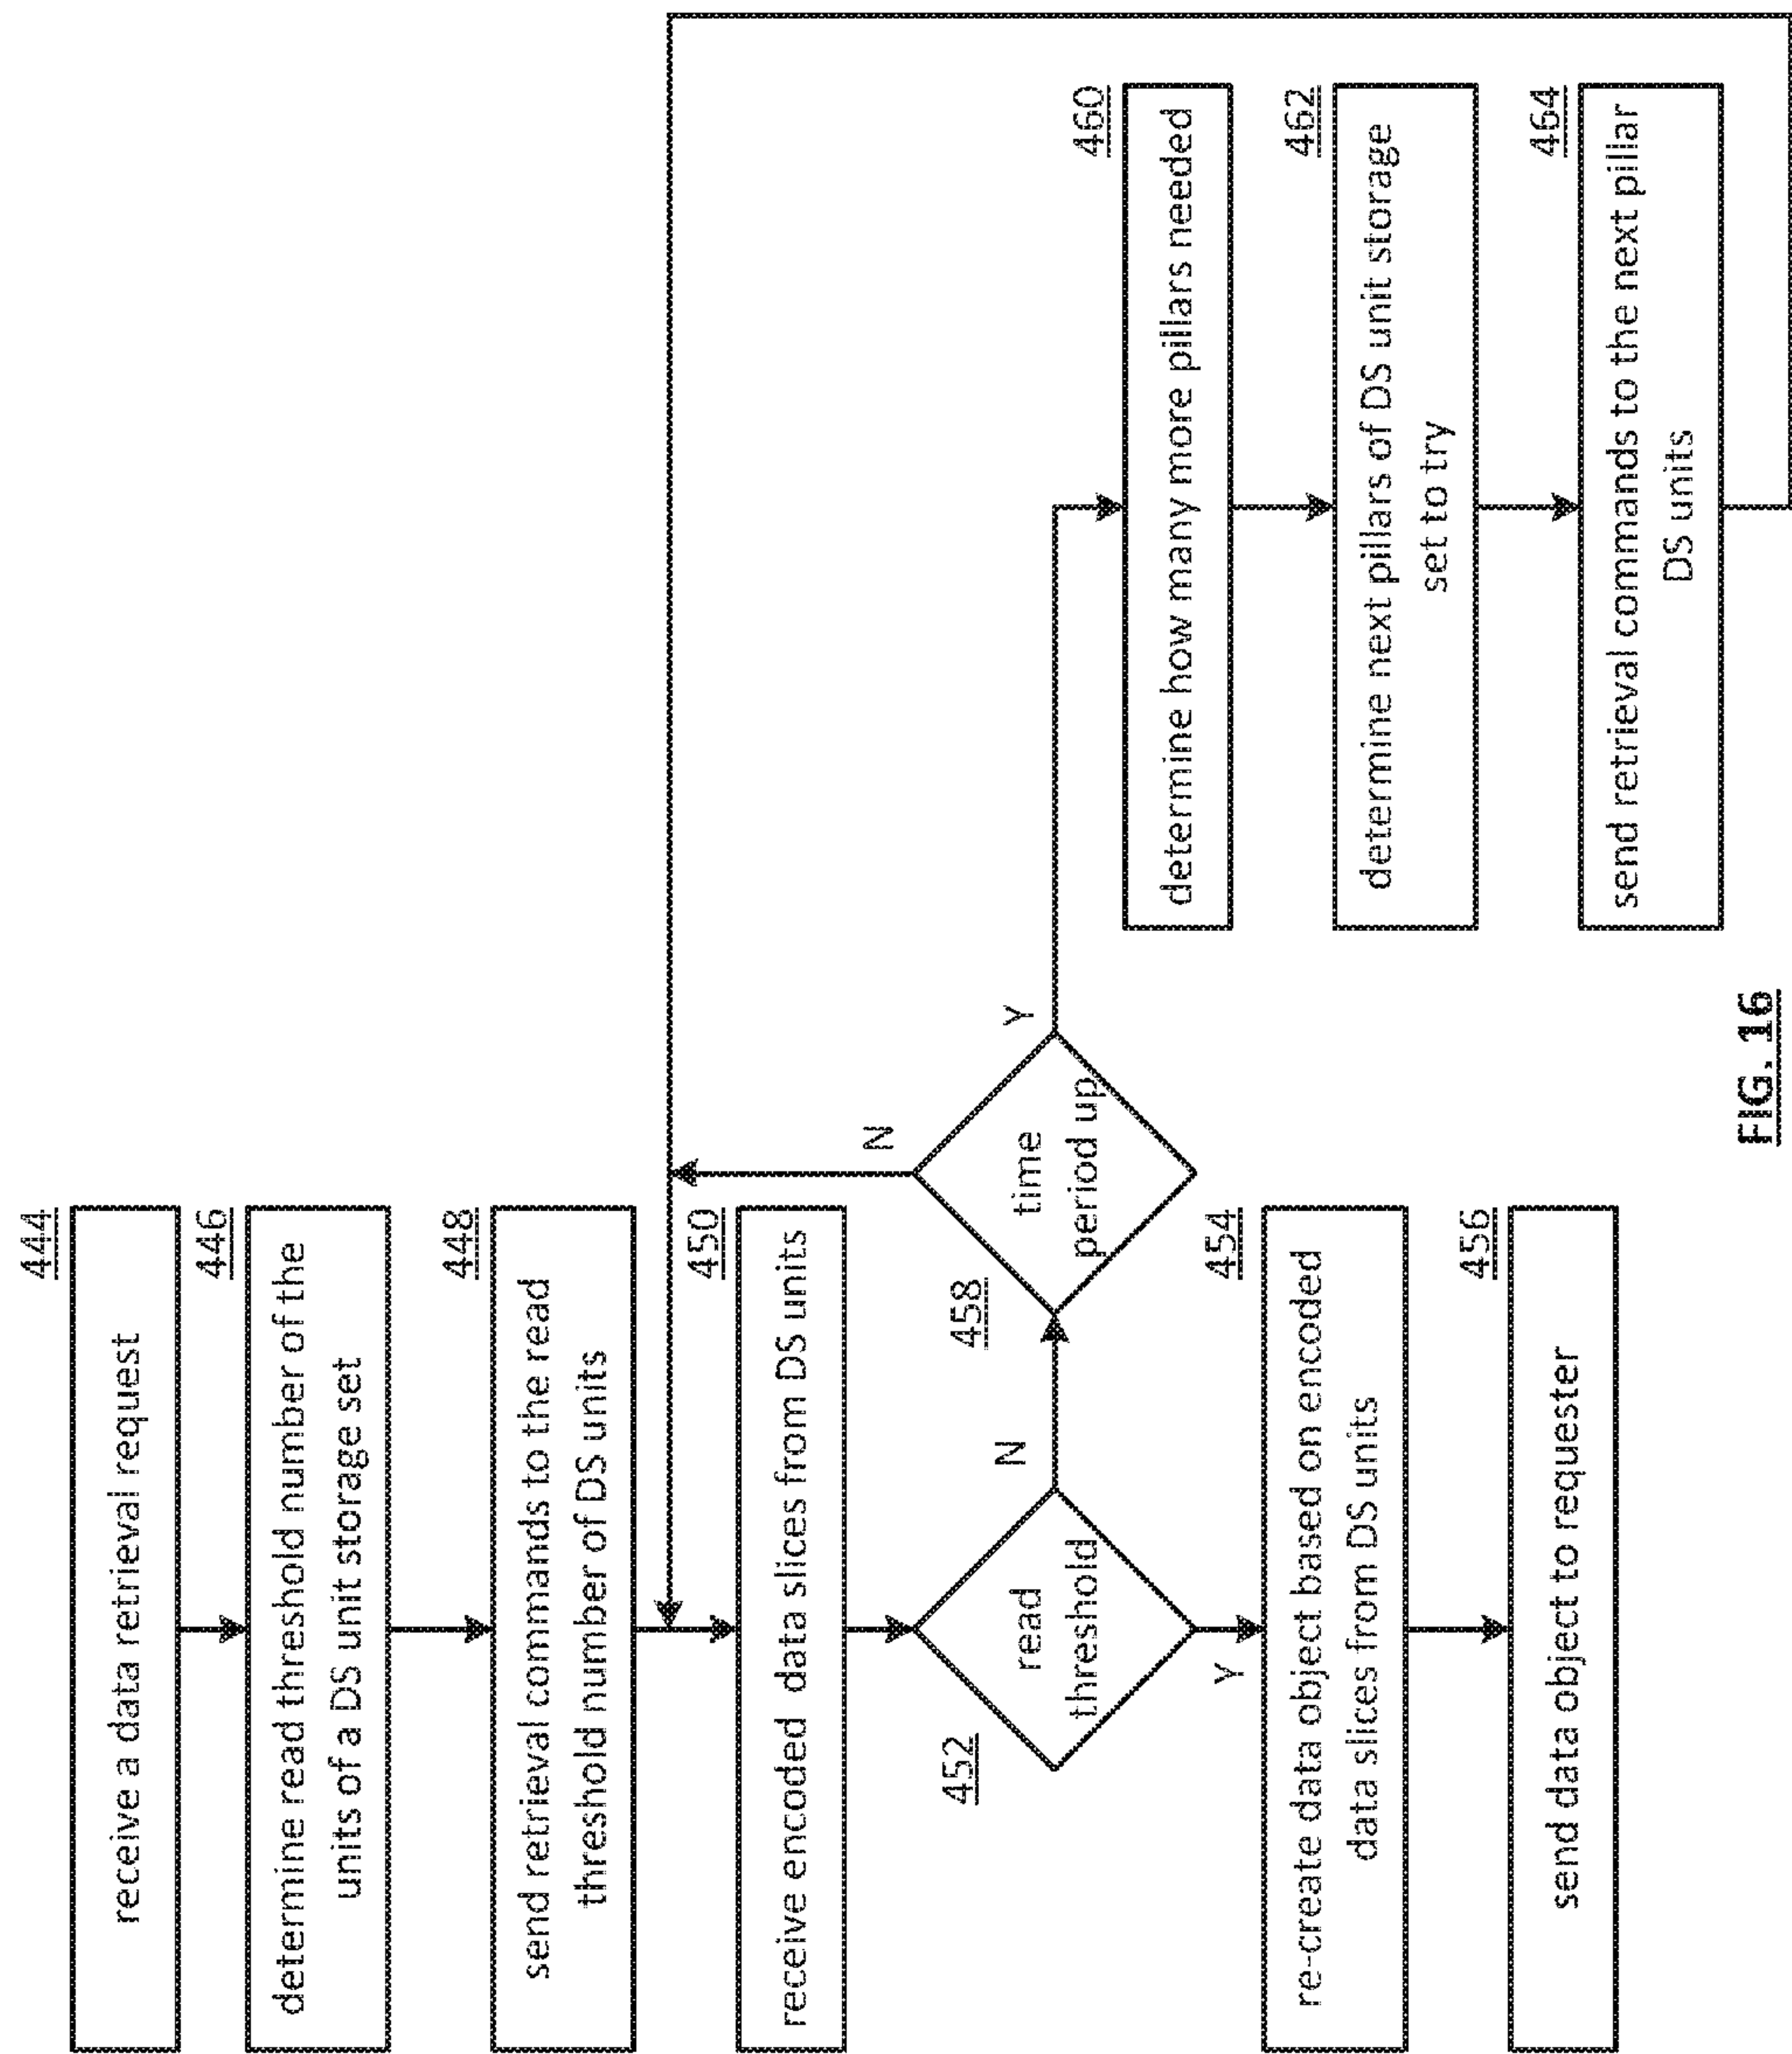 444
receive a data retrieval request
446
determine read threshold number of the
units of a DS unit storage set
448
send retrieval commands to the read
threshold number of DS units
450
receive encoded data slices from DS units
452
read
threshold
N
Y
454
re-create data object based on encoded
data slices from DS units
456
send data object to requester
458
time
period up
N
Y
460
determine how many more pillars needed
462
determine next pillars of DS unit storage
set to try
464
send retrieval commands to the next pillar
DS units
FIG. 16